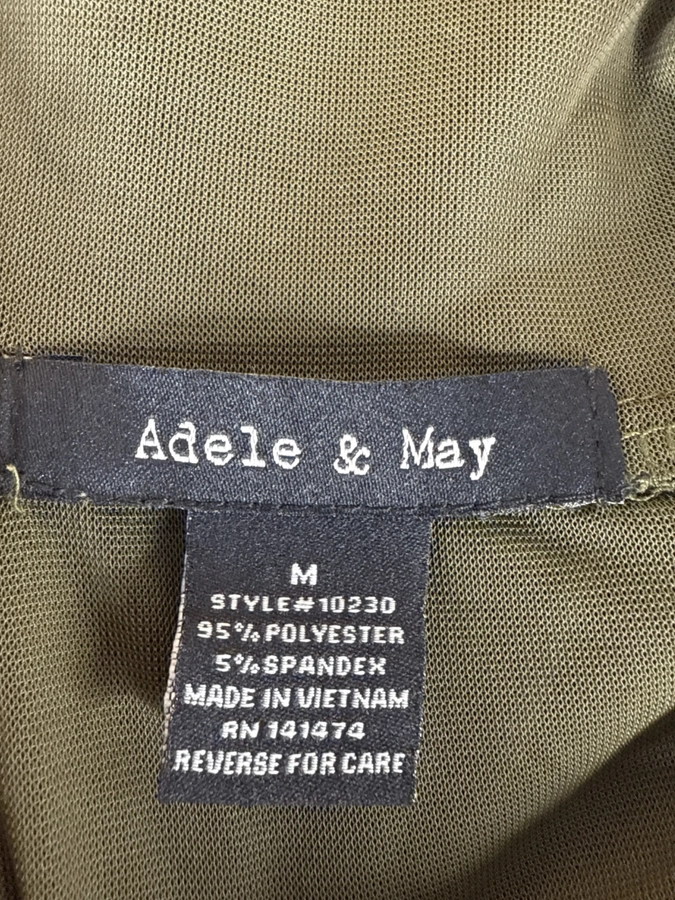 Adele & May
M
STYLE#10230
95% POLYESTER
5% SPANDEX
MADE IN VIETNAM
RN 141474
REVERSE FOR CARE